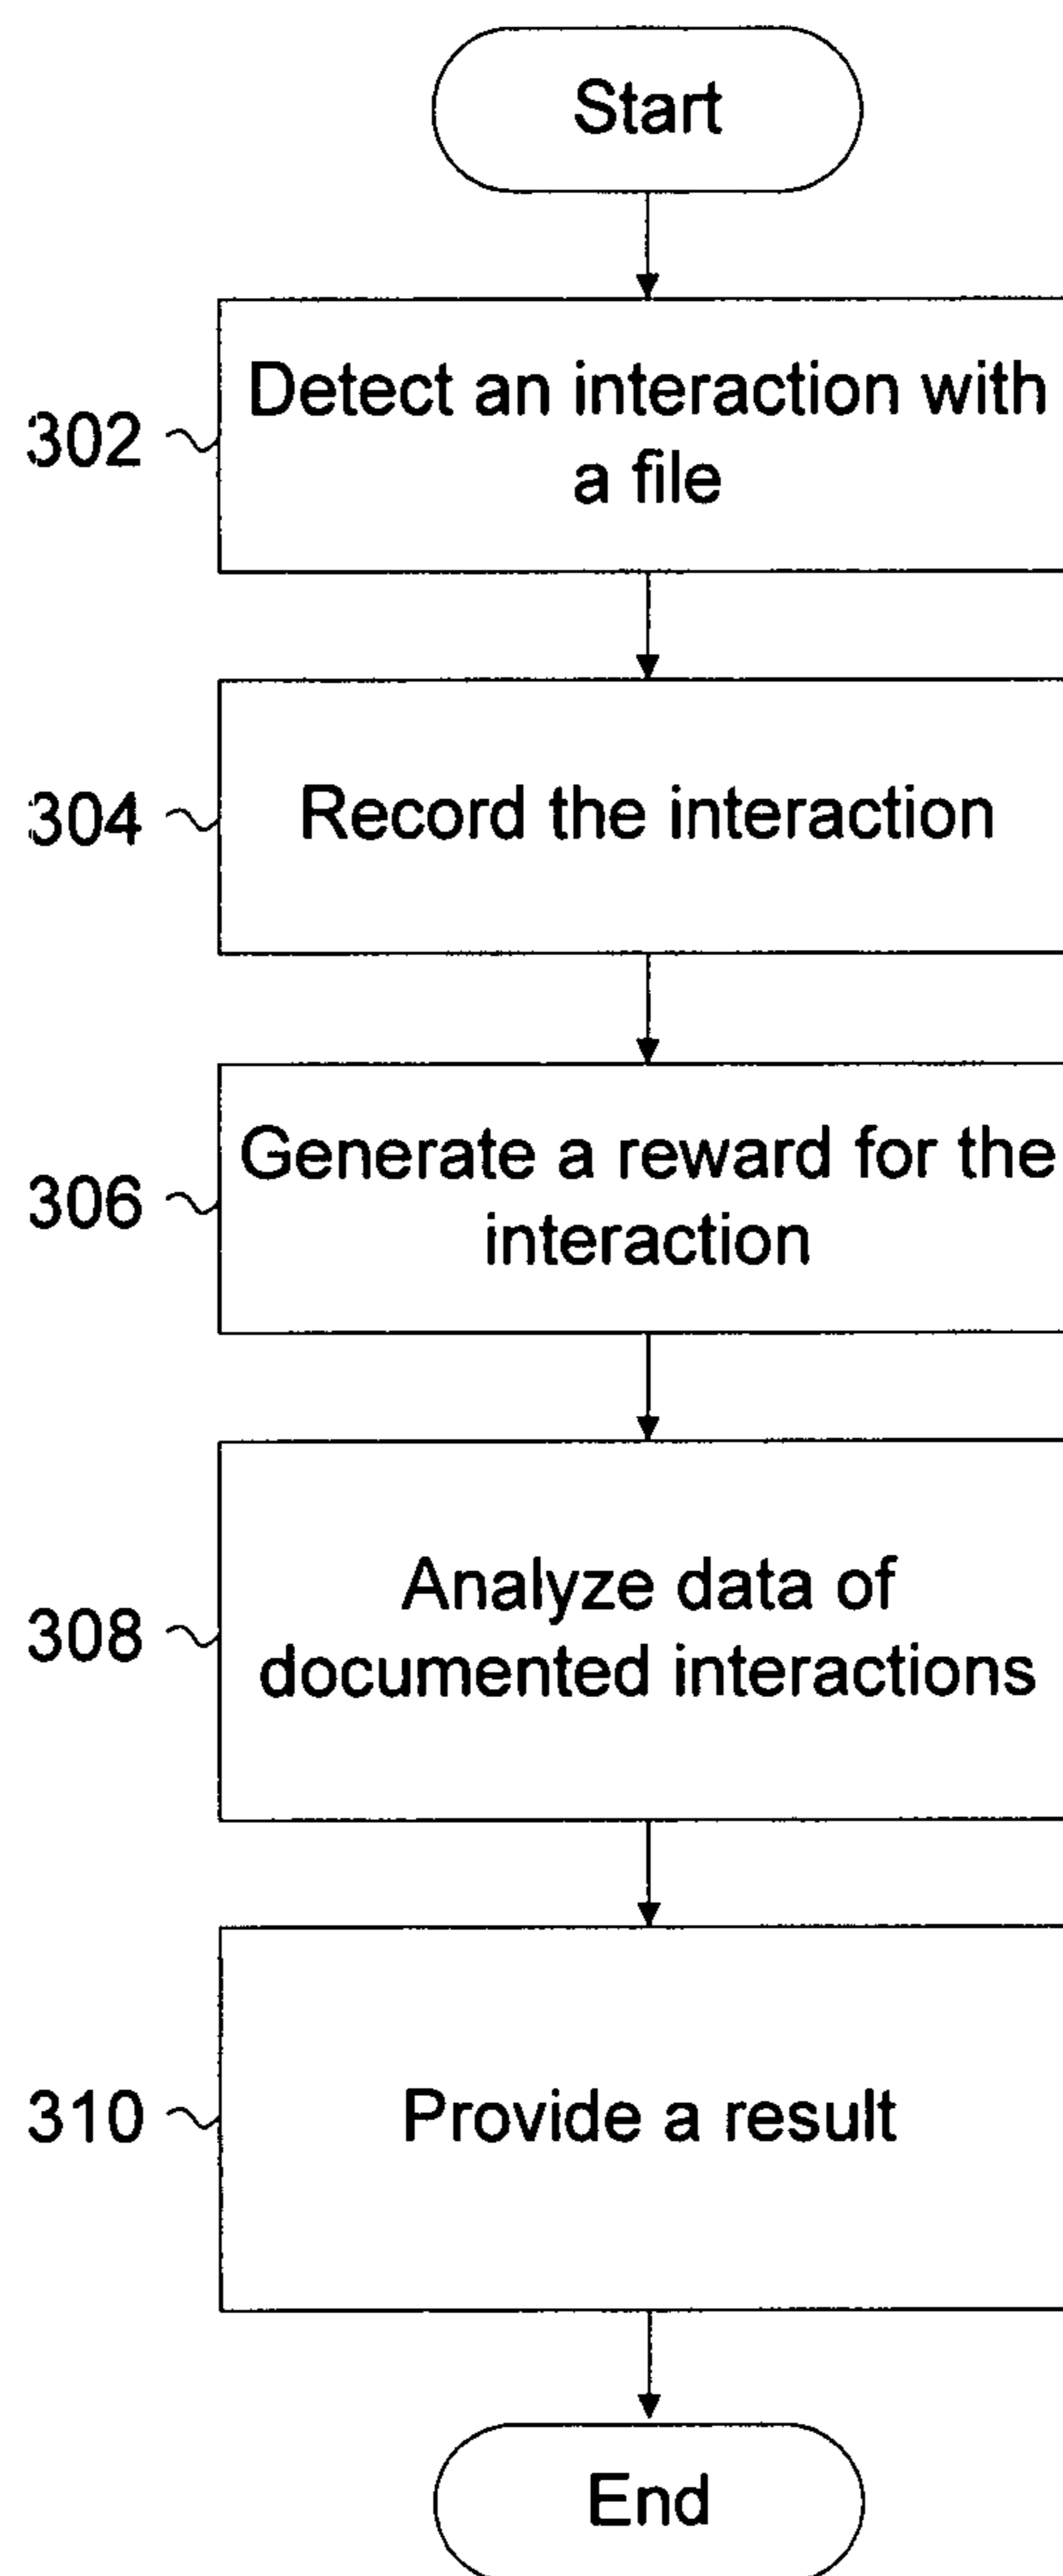 Start
Detect an interaction with
a file
302
Record the interaction
304
Generate a reward for the
interaction
306
Analyze data of
documented interactions
308
Provide a result
310
End